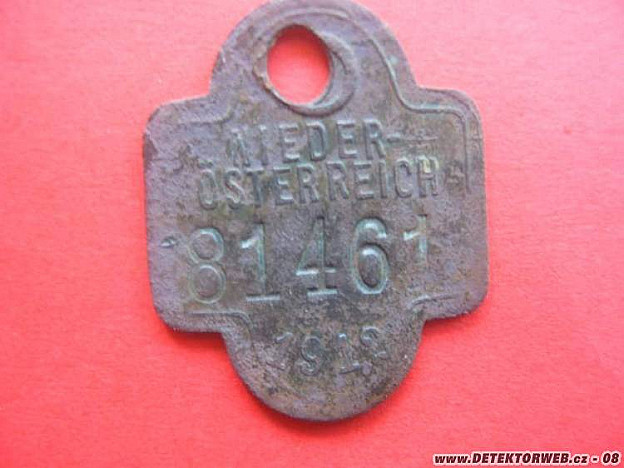 NIEDER-
ÖSTERREICH
81461
www.DETEKTORWEB.cz - 08